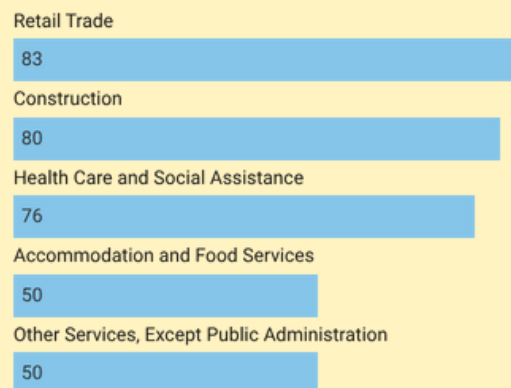 Retail Trade
83
Construction
80
Health Care and Social Assistance
76
Accommodation and Food Services
50
Other Services, Except Public Administration
50